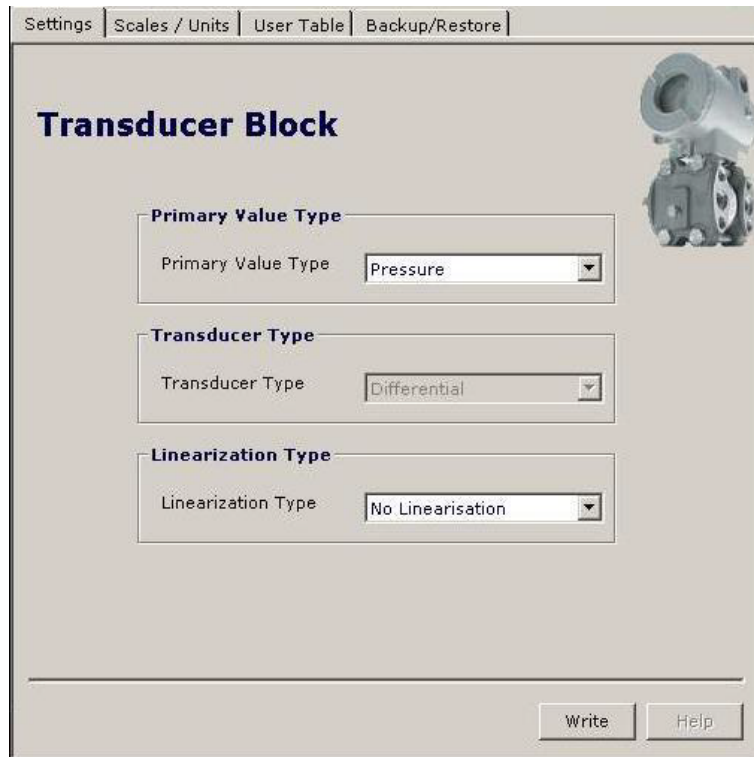 Settings Scales / Units User Table Backup/Restore
Transducer Block
Primary Value Type
Primary Value Type Pressure
Transducer Type
Transducer Type Differential
Linearization Type
Linearization Type No Linearisation
Write Help